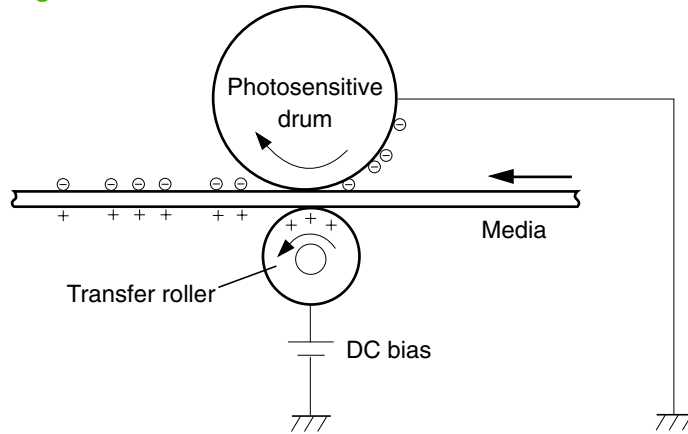 Photosensitive
drum
Media
Transfer roller
DC bias